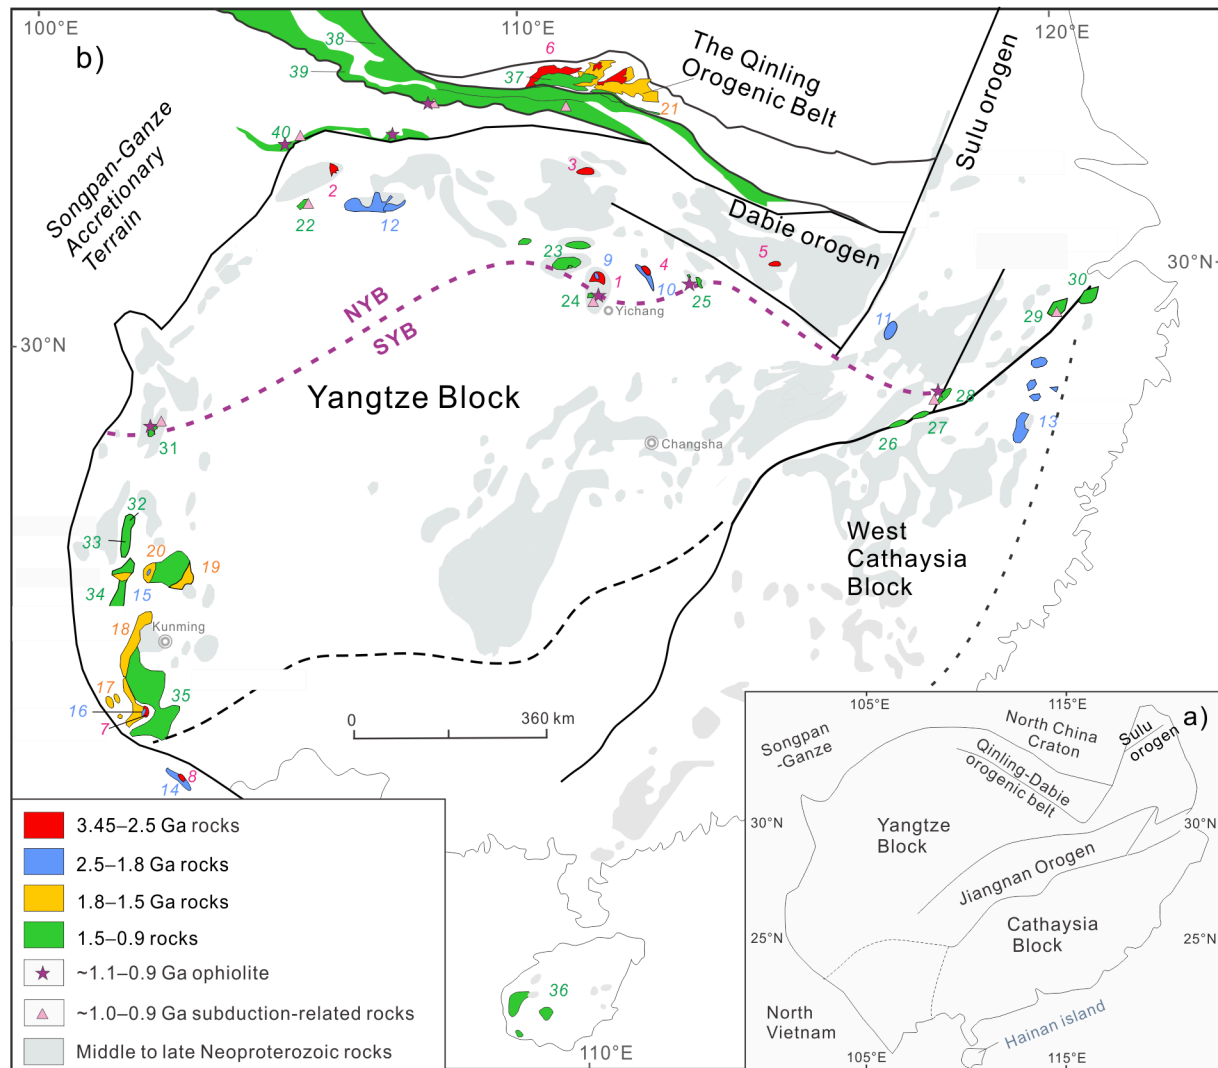 100°E
110°E
120°E
b)
38
39
6
37
21
The Qinling
Orogenic Belt
Sulu orogen
40
Songpan-Ganze
Accretionary
Terrain
2
3
22
12
Dabie orogen
23
9
4
5
1
10
24
25
Yichang
30°N
30
29
11
NYB
SYB
30°N
Yangtze Block
28
27
26
13
31
Changsha
32
33
20
19
34
15
West
Cathaysia
Block
18
Kunming
17
35
16
7
0
360 km
8
14
3.45–2.5 Ga rocks
2.5–1.8 Ga rocks
1.8–1.5 Ga rocks
1.5–0.9 rocks
~1.1–0.9 Ga ophiolite
~1.0–0.9 Ga subduction-related rocks
Middle to late Neoproterozoic rocks
36
110°E
a)
105°E
115°E
Songpan
-Ganze
North China
Craton
Sulu
orogen
Qinling-Dabie
orogenic belt
30°N
30°N
Yangtze
Block
Jiangnan Orogen
Cathaysia
Block
25°N
25°N
North
Vietnam
Hainan island
105°E
115°E